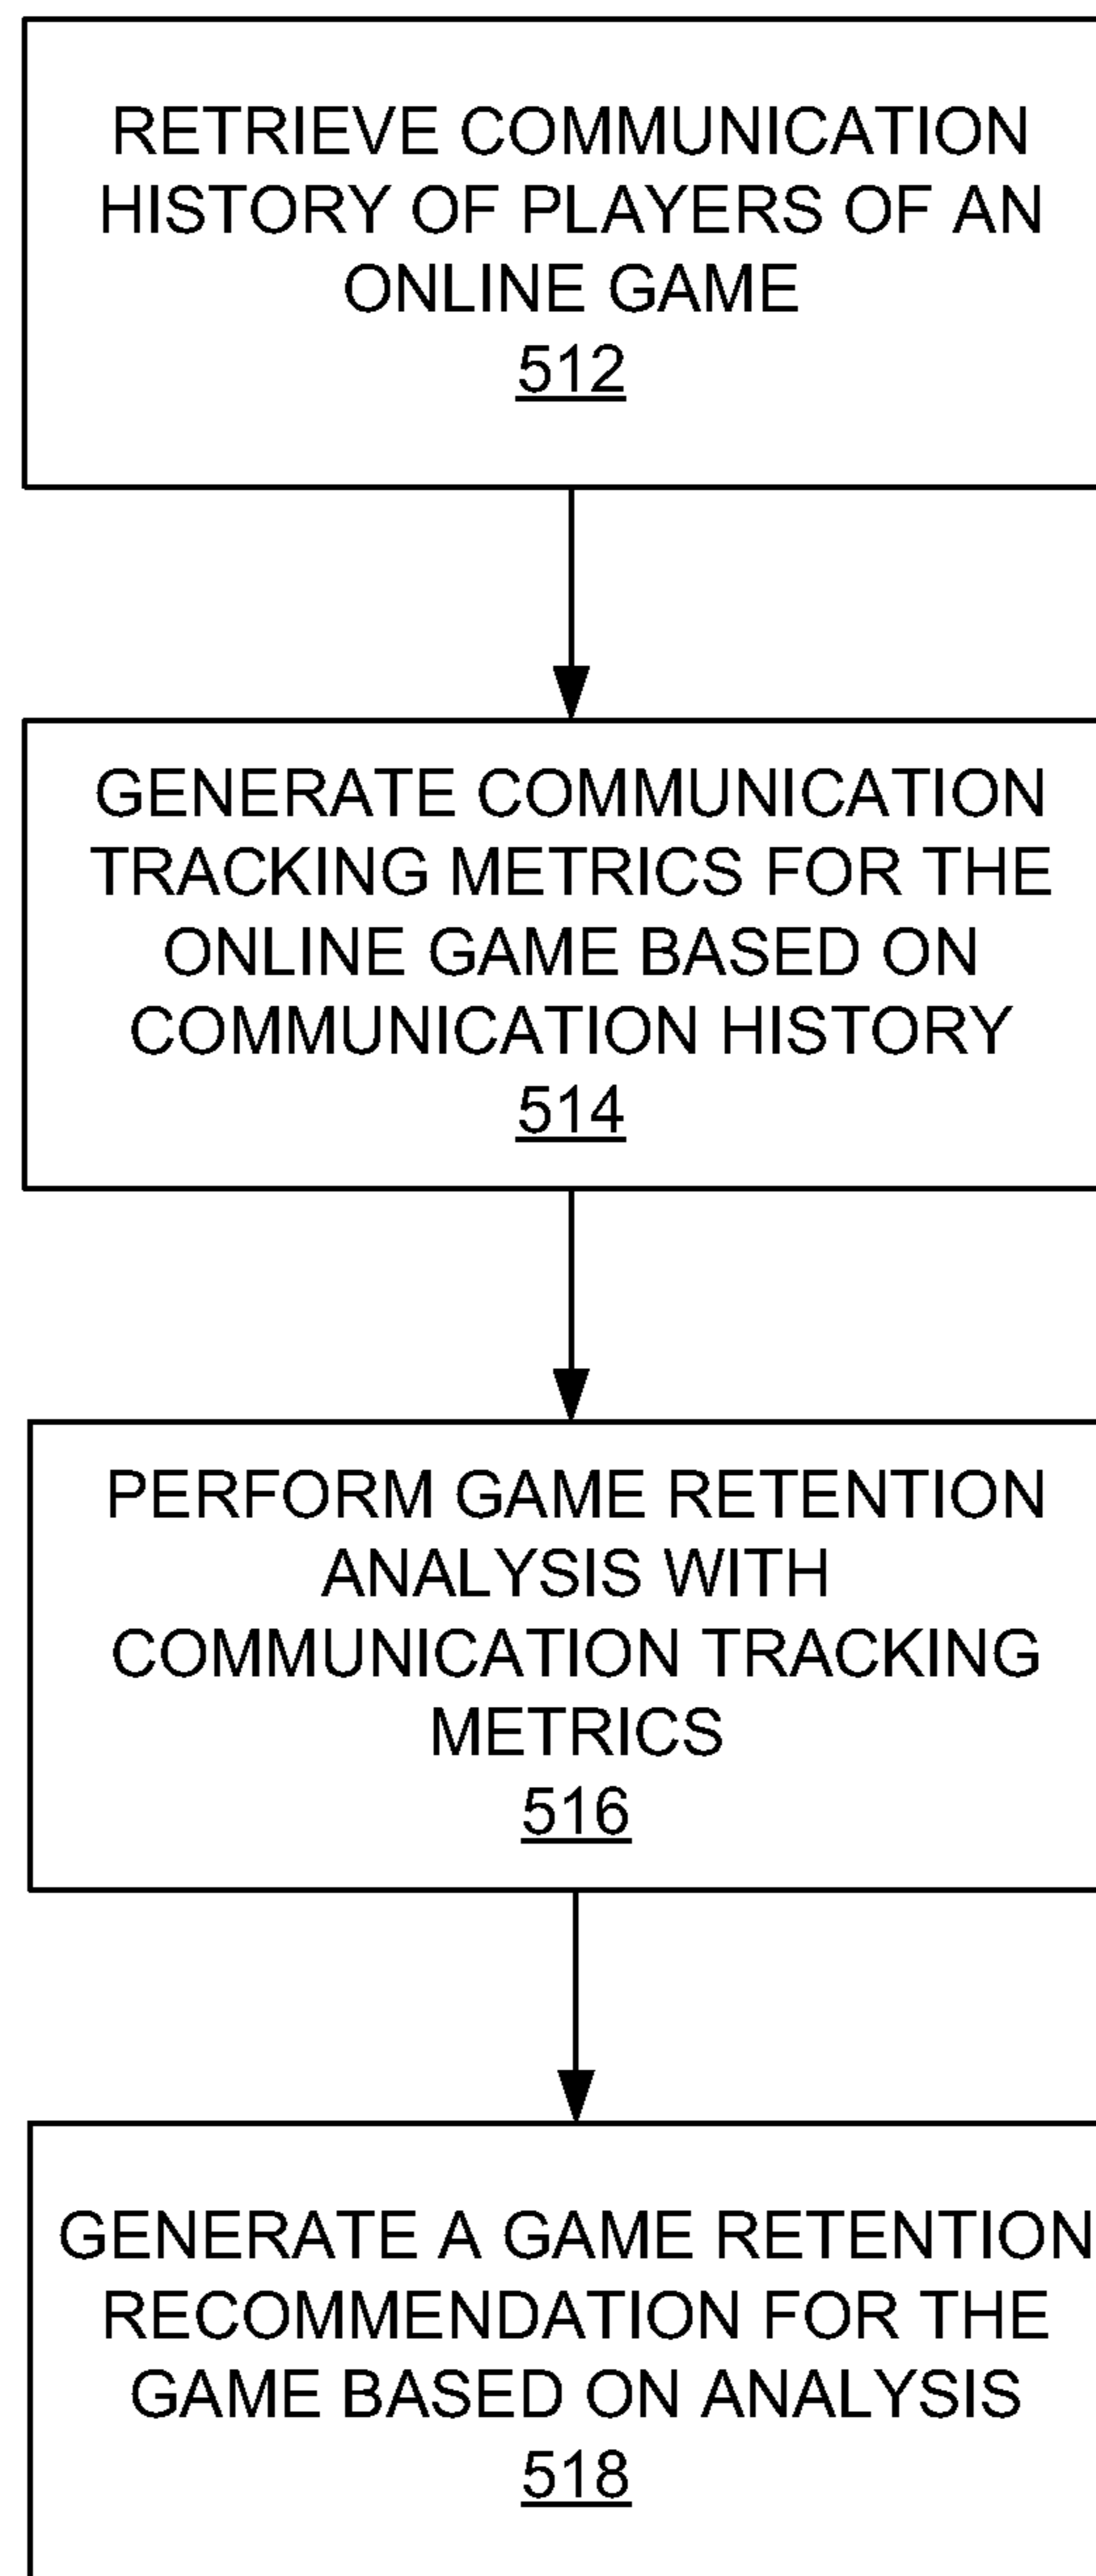 RETRIEVE COMMUNICATION
HISTORY OF PLAYERS OF AN
ONLINE GAME
512
GENERATE COMMUNICATION
TRACKING METRICS FOR THE
ONLINE GAME BASED ON
COMMUNICATION HISTORY
514
PERFORM GAME RETENTION
ANALYSIS WITH
COMMUNICATION TRACKING
METRICS
516
GENERATE A GAME RETENTION
RECOMMENDATION FOR THE
GAME BASED ON ANALYSIS
518